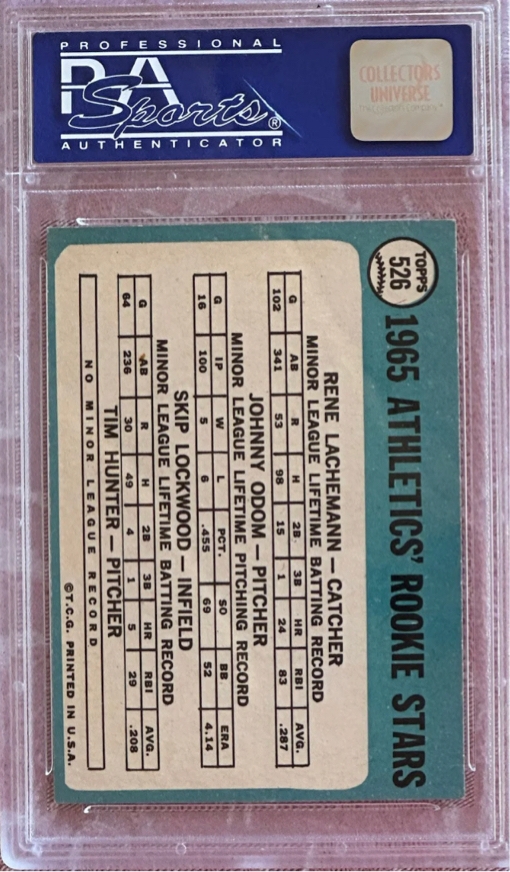 PROFESSIONAL
PSA
Sports®
AUTHENTICATOR
COLLECTORS
UNIVERSE
TOPPS
526
1965 ATHLETICS' ROOKIE STARS
RENE LACHEMANN — CATCHER
MINOR LEAGUE LIFETIME BATTING RECORD
G AB R H 2B 3B HR RBI AVG.
102 341 53 98 15 1 24 83 .287
JOHNNY ODOM — PITCHER
MINOR LEAGUE LIFETIME PITCHING RECORD
G IP W L PCT. SO BB ERA
16 100 5 6 .455 69 52 4.14
SKIP LOCKWOOD — INFIELD
MINOR LEAGUE LIFETIME BATTING RECORD
G AB R H 2B 3B HR RBI AVG.
64 236 30 49 4 1 5 29 .208
TIM HUNTER — PITCHER
NO MINOR LEAGUE RECORD
©T.C.G. PRINTED IN U.S.A.